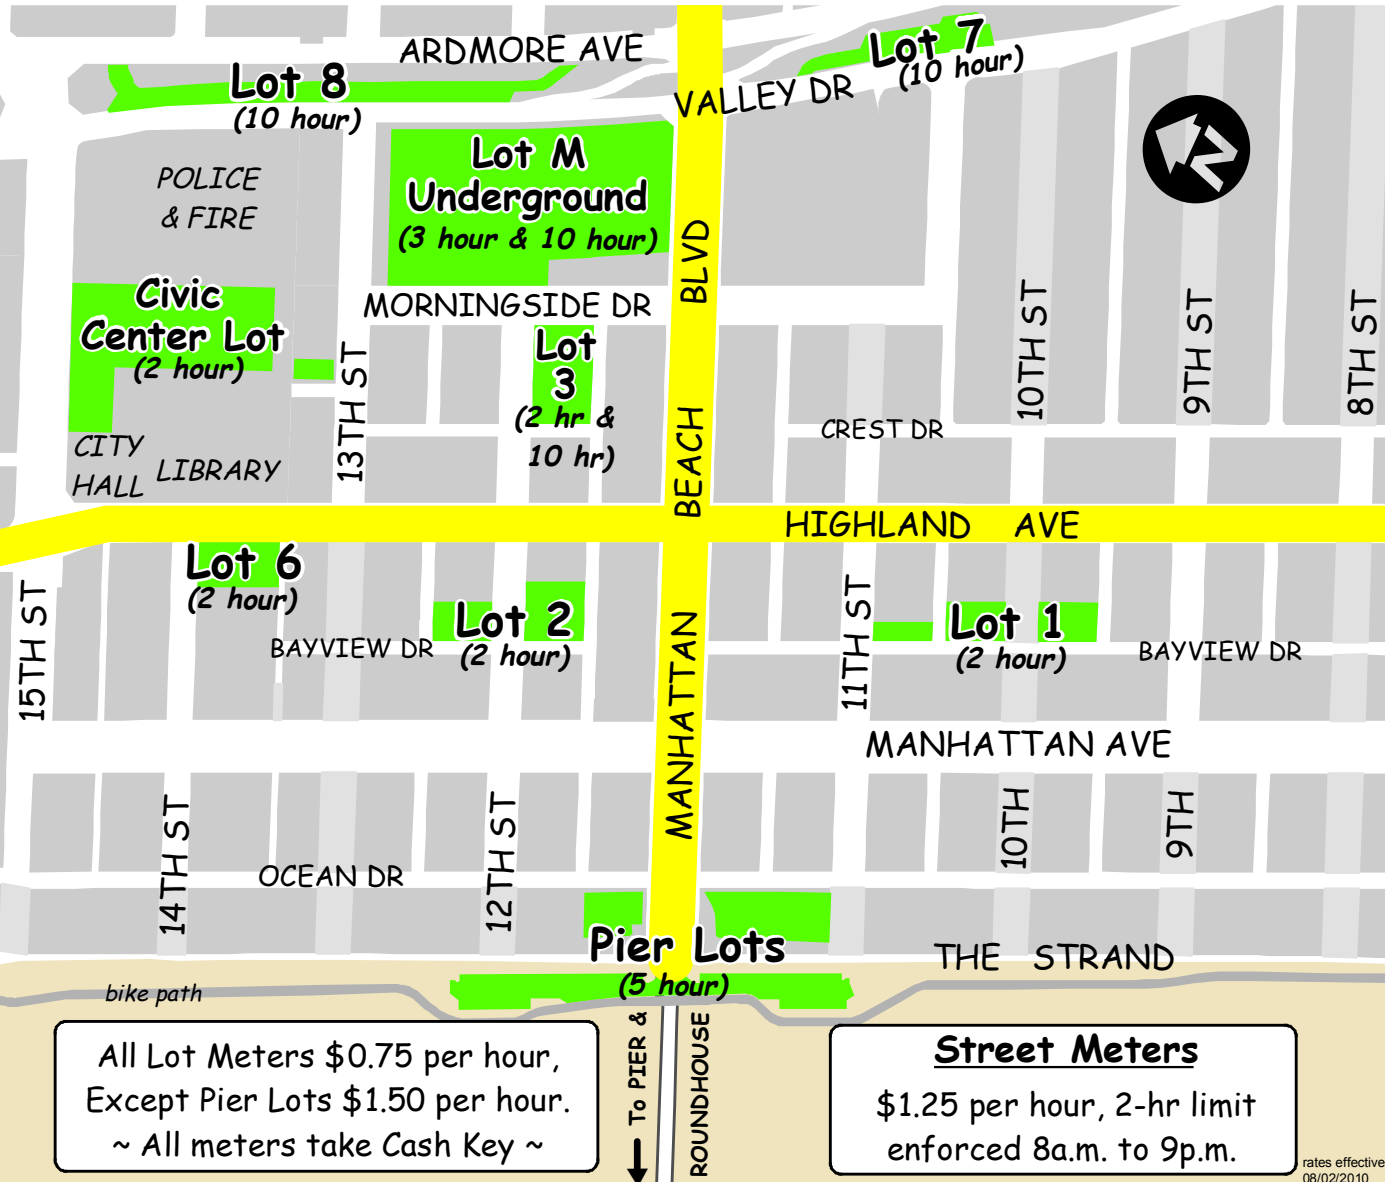 ARDMORE AVE
Lot 7
(10 hour)
Lot 8
(10 hour)
VALLEY DR
N
POLICE
& FIRE
Lot M
Underground
(3 hour & 10 hour)
Civic
Center Lot
(2 hour)
MORNINGSIDE DR
Lot
3
(2 hr &
10 hr)
13TH ST
MANHATTAN BEACH BLVD
10TH ST
9TH ST
8TH ST
CREST DR
CITY
HALL
LIBRARY
HIGHLAND AVE
Lot 6
(2 hour)
15TH ST
BAYVIEW DR
Lot 2
(2 hour)
11TH ST
Lot 1
(2 hour)
BAYVIEW DR
MANHATTAN AVE
14TH ST
12TH ST
10TH
9TH
OCEAN DR
Pier Lots
(5 hour)
THE STRAND
bike path
To PIER &
ROUNDHOUSE
All Lot Meters $0.75 per hour,
Except Pier Lots $1.50 per hour.
~ All meters take Cash Key ~
Street Meters
$1.25 per hour, 2-hr limit
enforced 8a.m. to 9p.m.
rates effective
08/02/2010